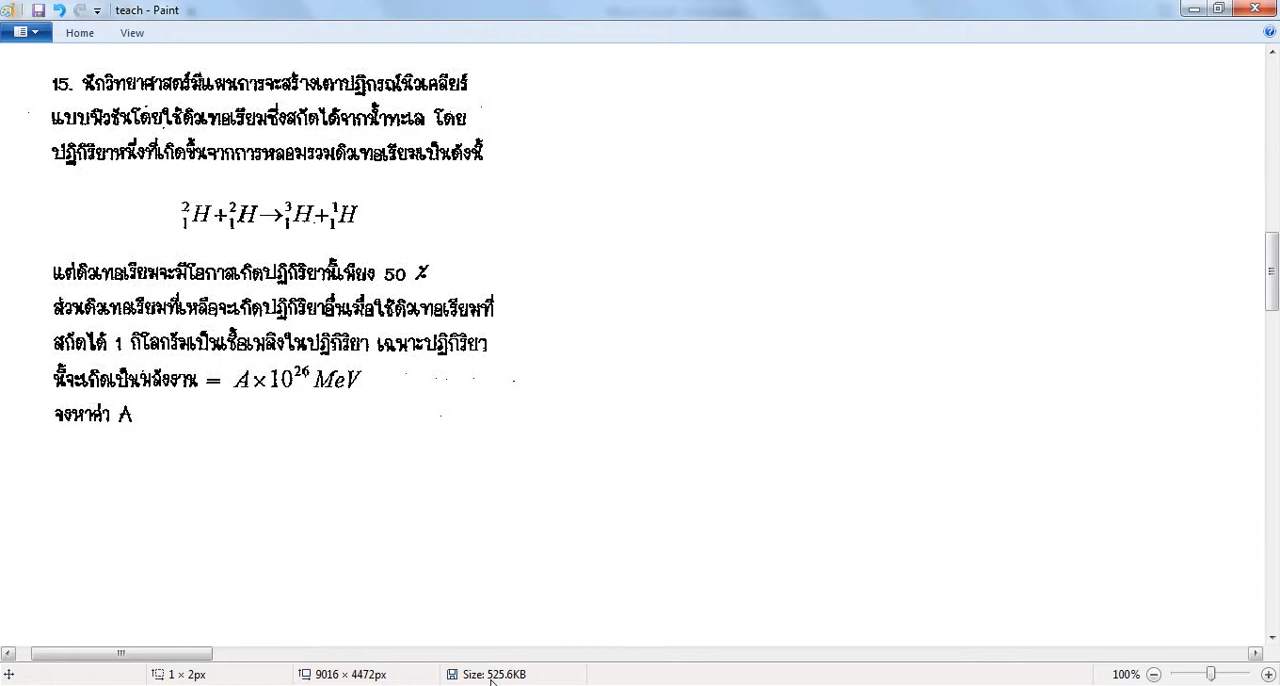 teach - Paint
Home View
15. นักวิทยาศาสตร์มีแผนการจะสร้างเตาปฏิกรณ์นิวเคลียร์
แบบฟิวชันโดยใช้ดิวเทอเรียมซึ่งสกัดได้จากน้ำทะเล โดย
ปฏิกิริยาหนึ่งที่เกิดขึ้นจากการหลอมรวมดิวเทอเรียมเป็นดังนี้
²₁H+²₁H→³₁H+¹₁H
แต่ดิวเทอเรียมจะมีโอกาสเกิดปฏิกิริยานี้เพียง 50 %
ส่วนดิวเทอเรียมที่เหลือจะเกิดปฏิกิริยาอื่นเมื่อใช้ดิวเทอเรียมที่
สกัดได้ 1 กิโลกรัมเป็นเชื้อเพลิงในปฏิกิริยา เฉพาะปฏิกิริยา
นี้จะเกิดเป็นพลังงาน = A×10²⁶ MeV
จงหาค่า A
1 × 2px 9016 × 4472px Size: 525.6KB 100%